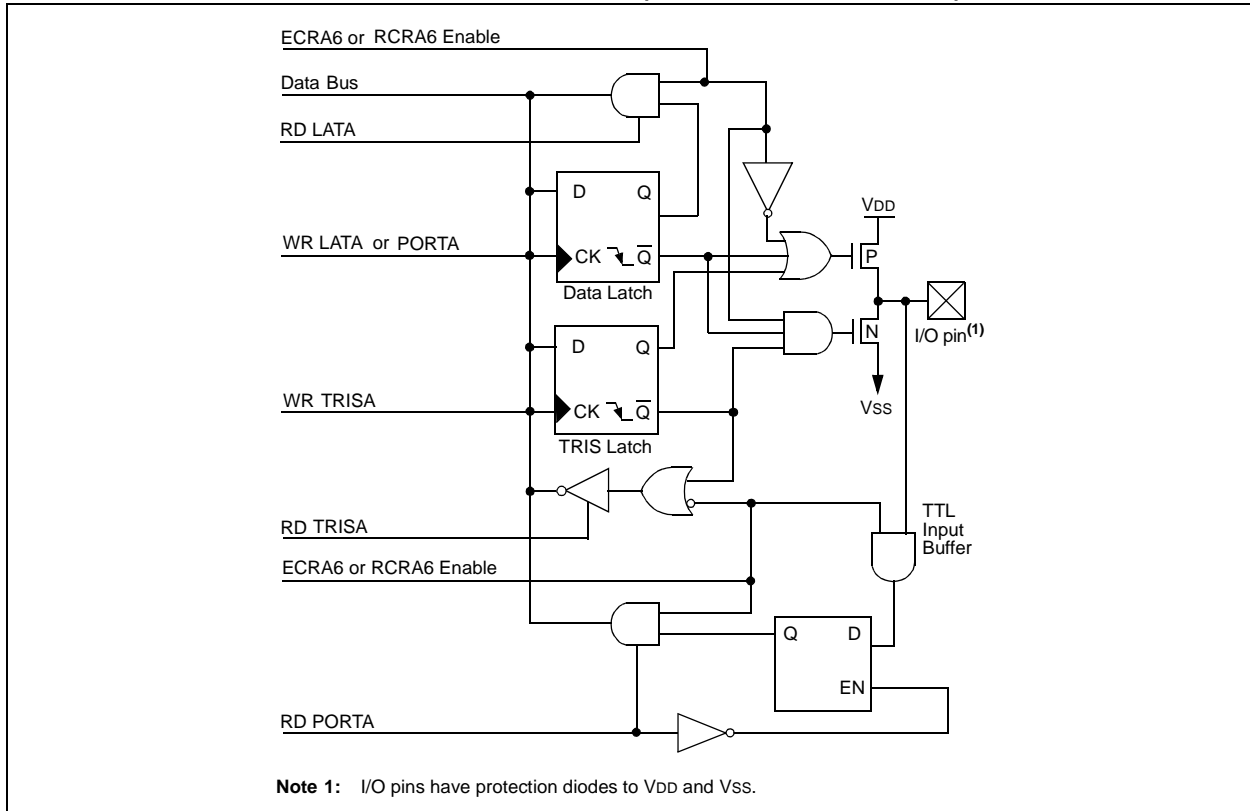 ECRA6 or RCRA6 Enable
Data Bus
RD LATA
D Q
VDD
WR LATA or PORTA
CK Q
P
Data Latch
I/O pin(1)
D Q
N
WR TRISA
CK Q
VSS
TRIS Latch
TTL
Input
Buffer
RD TRISA
ECRA6 or RCRA6 Enable
Q D
EN
RD PORTA
Note 1: I/O pins have protection diodes to VDD and VSS.